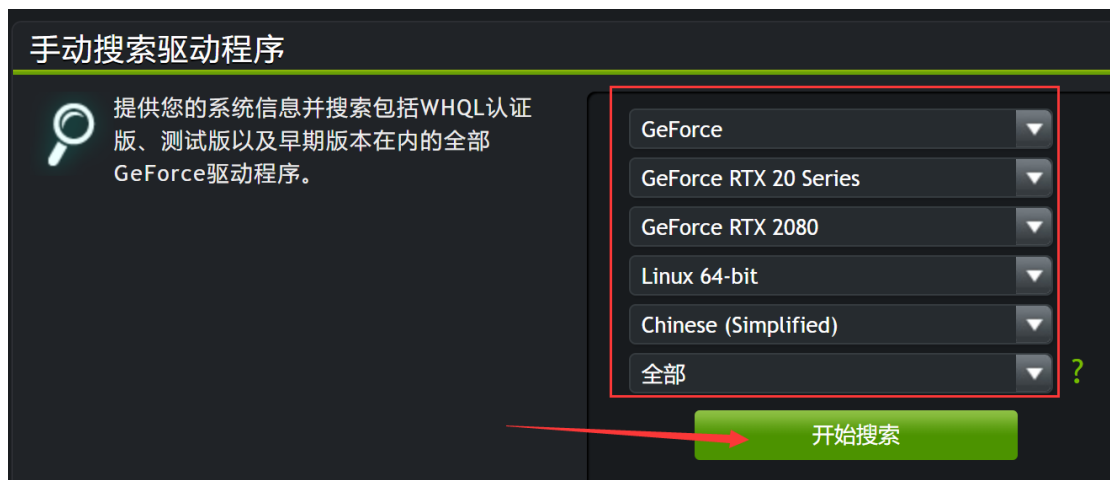 手动搜索驱动程序
提供您的系统信息并搜索包括WHQL认证
版、测试版以及早期版本在内的全部
GeForce驱动程序。
GeForce
GeForce RTX 20 Series
GeForce RTX 2080
Linux 64-bit
Chinese (Simplified)
全部
?
开始搜索